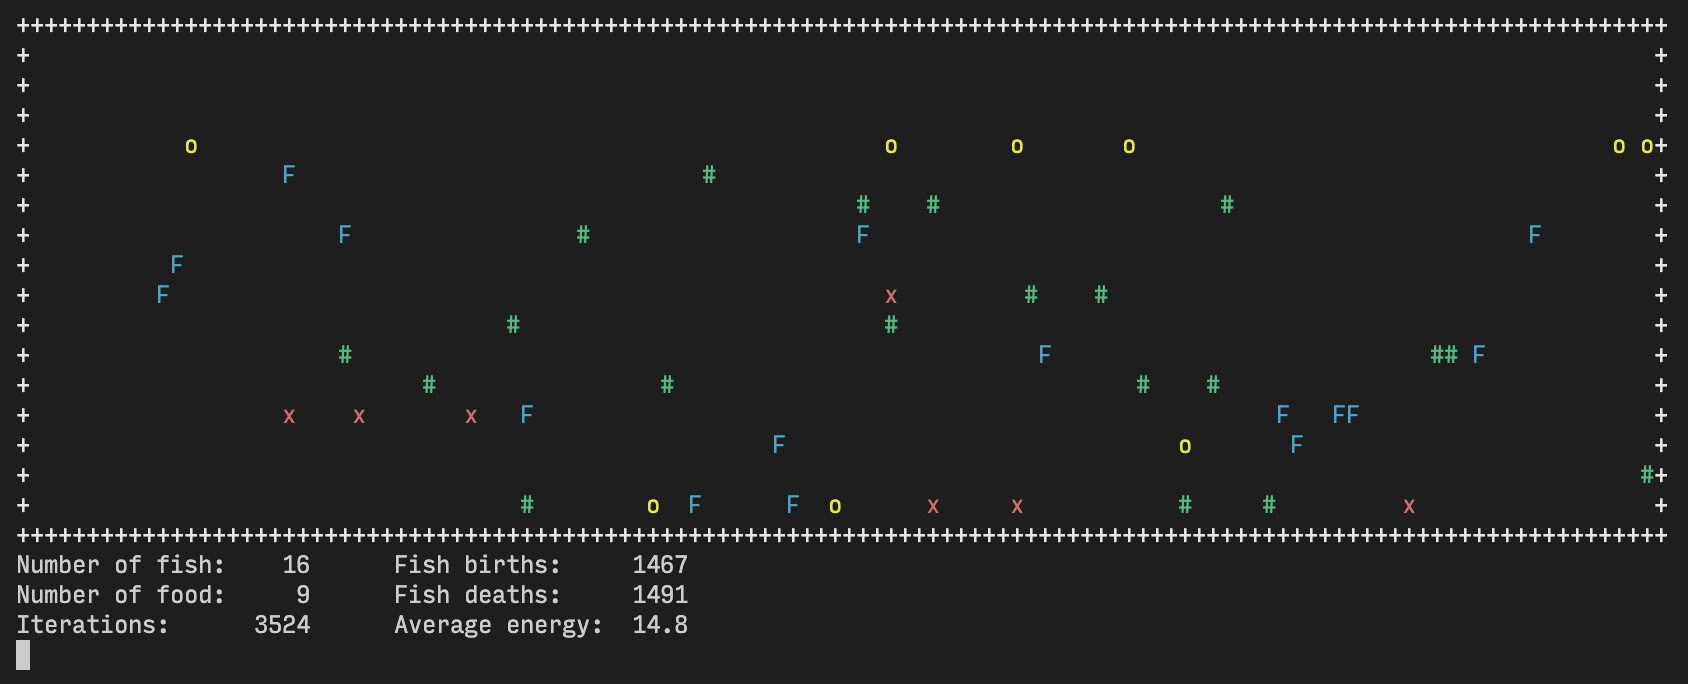 ++++++++++++++++++++++++++++++++++++++++++++++++++++++++++++++++++++++++++++++++++++++++++++++++++++++++++++++++++++++
+                                                                                                                    +
+                                                                                                                    +
+                                                                                                                    +
+           o                                                 o        o       o                                  o o+
+                  F                             #                                                                   +
+                                                           #    #                    #                              +
+                      F                #                   F                                               F        +
+          F                                                                                                         +
+         F                                                   x         #    #                                       +
+                                  #                          #                                                      +
+                      #                                                 F                           ## F            +
+                            #                #                                 #    #                               +
+                  x    x       x   F                                                     F   FF                     +
+                                                     F                            o       F                         +
+                                                                                                                   #+
+                                   #        o  F      F  o      x     x           #     #         x                 +
++++++++++++++++++++++++++++++++++++++++++++++++++++++++++++++++++++++++++++++++++++++++++++++++++++++++++++++++++++++
Number of fish:    16      Fish births:     1467
Number of food:     9      Fish deaths:     1491
Iterations:      3524      Average energy:  14.8